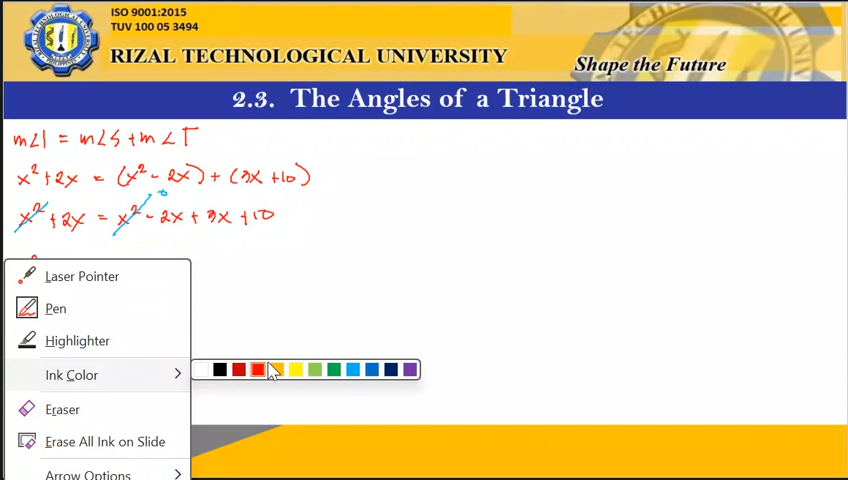 ISO 9001:2015
TUV 100 05 3494
RIZAL TECHNOLOGICAL UNIVERSITY
Shape the Future
2.3. The Angles of a Triangle
m∠1 = m∠S + m∠T
x² + 2x = (x² - 2x) + (3x + 10)
x² + 2x = x² - 2x + 3x + 10
Laser Pointer
Pen
Highlighter
Ink Color
Eraser
Erase All Ink on Slide
Arrow Options